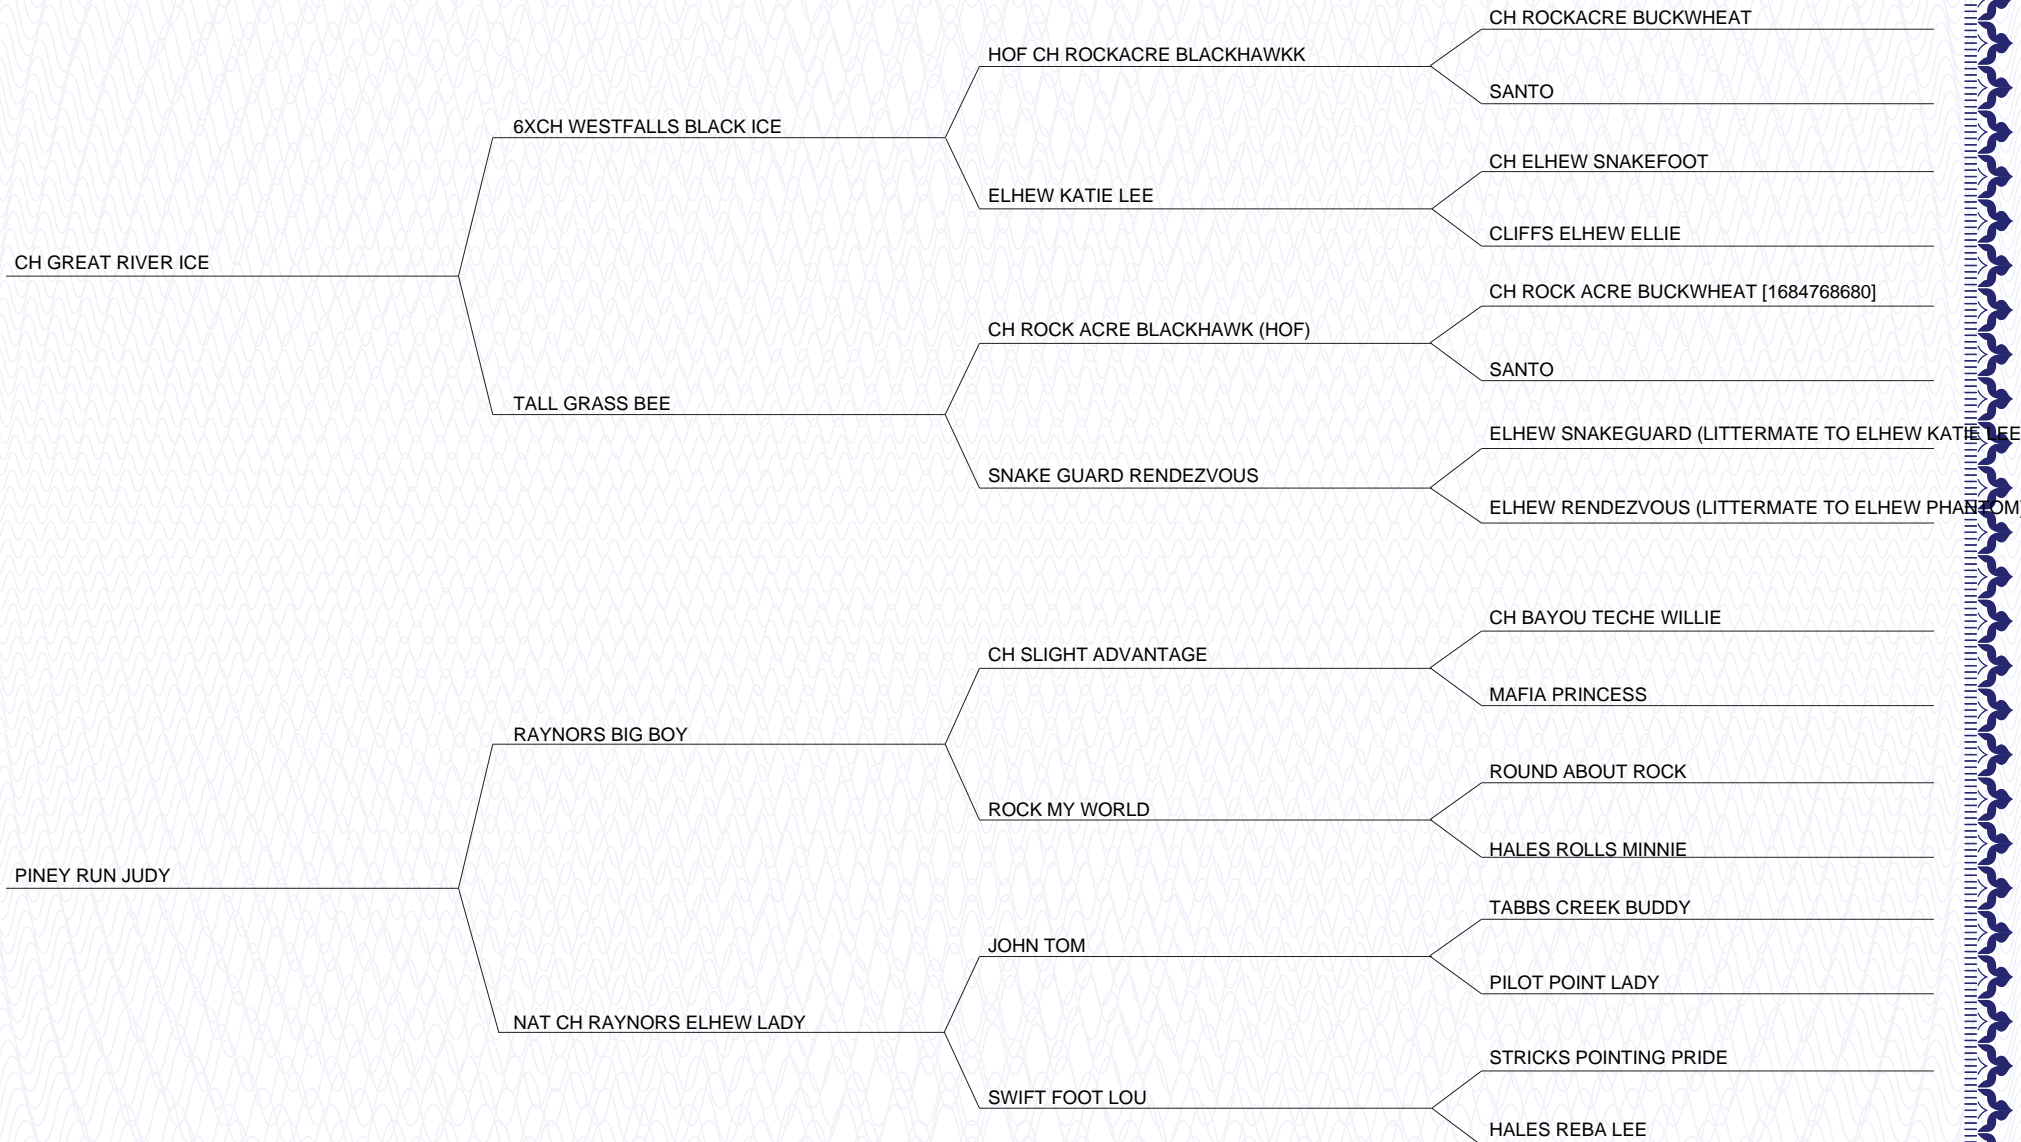 CH ROCKACRE BUCKWHEAT
HOF CH ROCKACRE BLACKHAWKK
SANTO
6XCH WESTFALLS BLACK ICE
CH ELHEW SNAKEFOOT
ELHEW KATIE LEE
CLIFFS ELHEW ELLIE
CH GREAT RIVER ICE
CH ROCK ACRE BUCKWHEAT [1684768680]
CH ROCK ACRE BLACKHAWK (HOF)
SANTO
TALL GRASS BEE
ELHEW SNAKEGUARD (LITTERMATE TO ELHEW KATIE LEE
SNAKE GUARD RENDEZVOUS
ELHEW RENDEZVOUS (LITTERMATE TO ELHEW PHANTOM)
CH BAYOU TECHE WILLIE
CH SLIGHT ADVANTAGE
MAFIA PRINCESS
RAYNORS BIG BOY
ROUND ABOUT ROCK
ROCK MY WORLD
HALES ROLLS MINNIE
PINEY RUN JUDY
TABBS CREEK BUDDY
JOHN TOM
PILOT POINT LADY
NAT CH RAYNORS ELHEW LADY
STRICKS POINTING PRIDE
SWIFT FOOT LOU
HALES REBA LEE